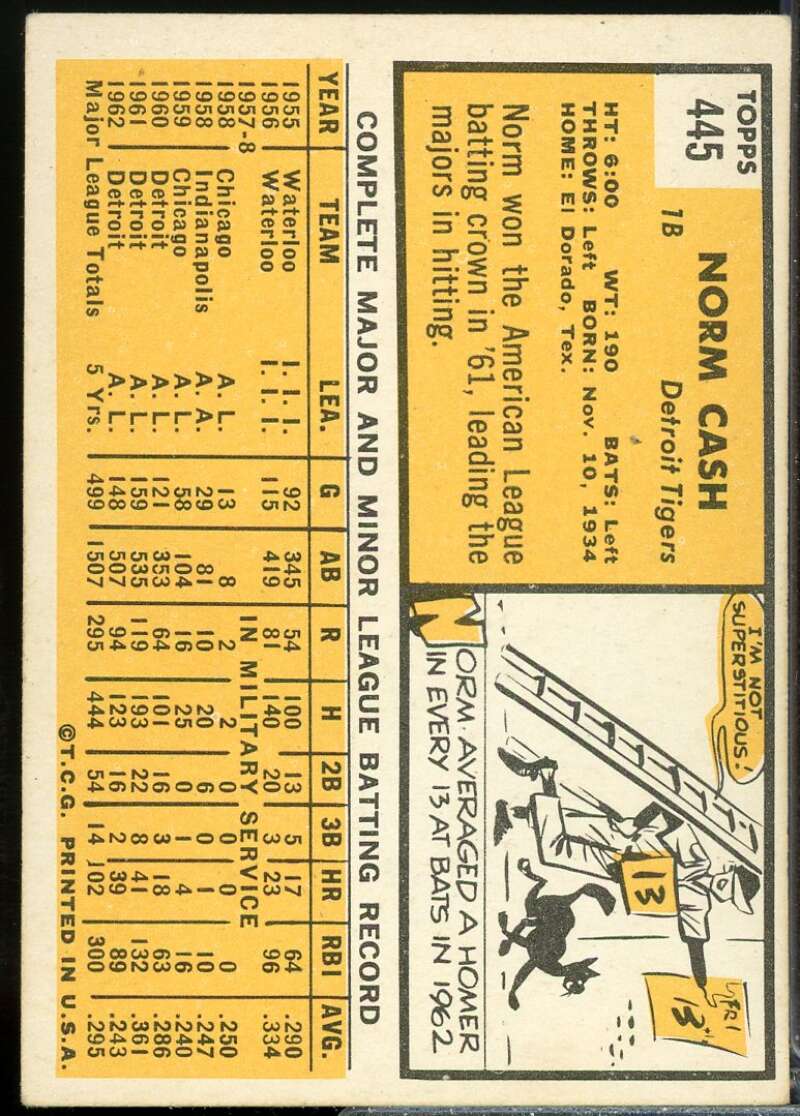 TOPPS
445
NORM CASH
1B Detroit Tigers
HT: 6:00 WT: 190 BATS: Left
THROWS: Left BORN: Nov. 10, 1934
HOME: El Dorado, Tex.
Norm won the American League
batting crown in '61, leading the
majors in hitting.
I'M NOT
SUPERSTITIOUS!
13
FRI
13TH
NORM AVERAGED A HOMER
IN EVERY 13 AT BATS IN 1962
COMPLETE MAJOR AND MINOR LEAGUE BATTING RECORD
YEAR TEAM LEA. G AB R H 2B 3B HR RBI AVG.
1955 Waterloo I. I. I. 92 345 54 100 13 5 17 64 .290
1956 Waterloo I. I. I. 115 419 81 140 20 3 23 96 .334
1957-8 IN MILITARY SERVICE
1958 Chicago A. L. 13 8 2 2 0 0 0 0 .250
1958 Indianapolis A. A. 29 81 10 20 6 0 1 10 .247
1959 Chicago A. L. 58 104 16 25 0 1 4 16 .240
1960 Detroit A. L. 121 353 64 101 16 3 18 63 .286
1961 Detroit A. L. 159 535 119 193 22 8 41 132 .361
1962 Detroit A. L. 148 507 94 123 16 2 39 89 .243
Major League Totals 5 Yrs. 499 1507 295 444 54 14 102 300 .295
©T.C.G. PRINTED IN U.S.A.